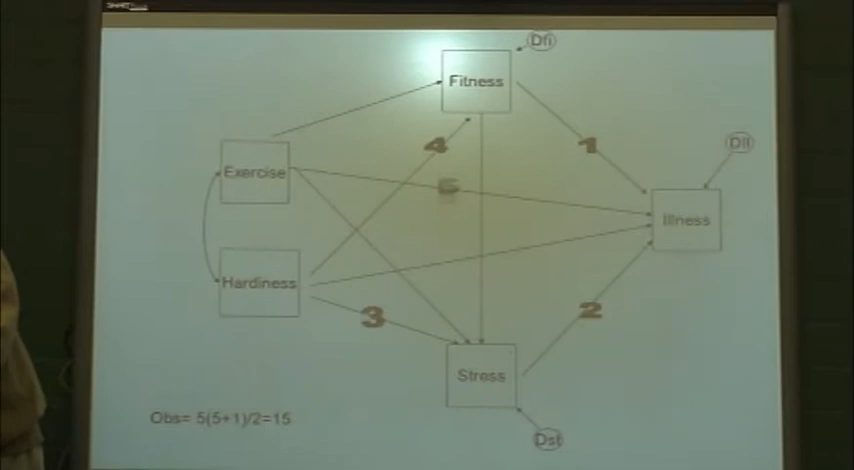 SMART
Dfi
Fitness
4
1
DIl
Exercise
5
Illness
Hardiness
3
2
Stress
Obs= 5(5+1)/2=15
Dst